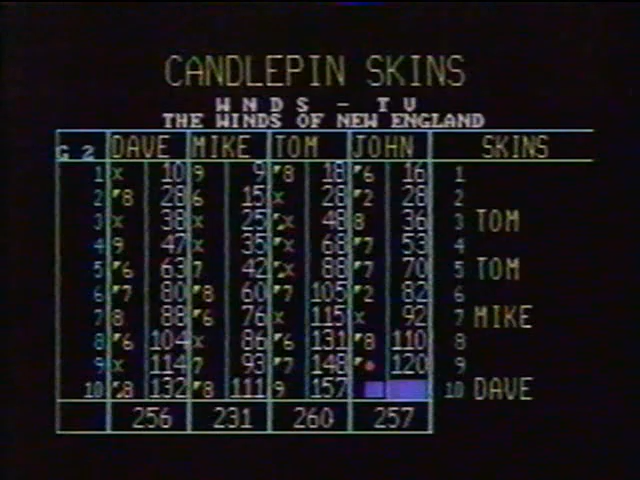 CANDLEPIN SKINS
WNDS - TV
THE WINDS OF NEW ENGLAND
G 2 DAVE MIKE TOM JOHN SKINS
1 x 10 9 9 8 18 6 16 1
2 8 28 6 15 x 28 2 28 2
3 x 38 x 25 x 48 8 36 3 TOM
4 9 47 x 35 x 68 7 53 4
5 6 63 7 42 x 88 7 70 5 TOM
6 7 80 8 60 7 105 2 82 6
7 8 88 6 76 x 115 x 92 7 MIKE
8 6 104 x 86 6 131 8 110 8
9 x 114 7 93 7 148 120 9
10 8 132 8 111 9 157 10 DAVE
256 231 260 257